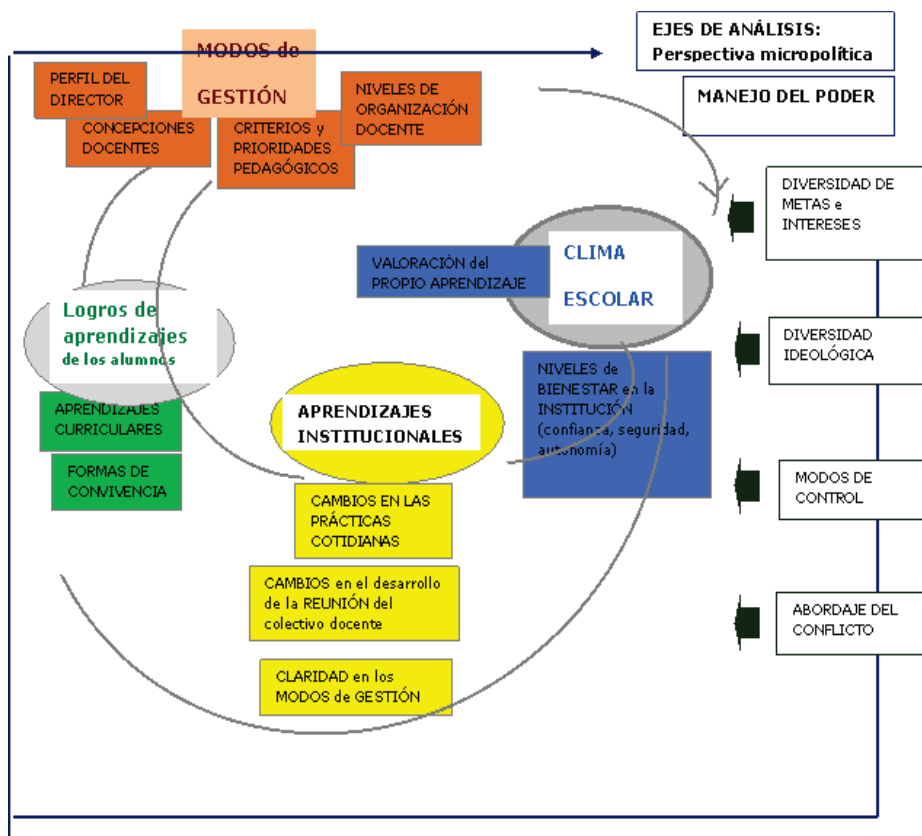 MODOS de
GESTIÓN
EJES DE ANÁLISIS:
Perspectiva micropolítica
MANEJO DEL PODER
PERFIL DEL
DIRECTOR
CONCEPCIONES
DOCENTES
CRITERIOS y
PRIORIDADES
PEDAGÓGICOS
NIVELES DE
ORGANIZACIÓN
DOCENTE
DIVERSIDAD DE
METAS e
INTERESES
CLIMA
ESCOLAR
VALORACIÓN del
PROPIO APRENDIZAJE
Logros de
aprendizajes
de los alumnos
DIVERSIDAD
IDEOLÓGICA
NIVELES de
BIENESTAR en la
INSTITUCIÓN
(confianza, seguridad,
autonomía)
APRENDIZAJES
INSTITUCIONALES
APRENDIZAJES
CURRICULARES
FORMAS DE
CONVIVENCIA
MODOS DE
CONTROL
CAMBIOS EN LAS
PRÁCTICAS
COTIDIANAS
CAMBIOS en el desarrollo
de la REUNIÓN del
colectivo docente
ABORDAJE DEL
CONFLICTO
CLARIDAD en los
MODOS de GESTIÓN